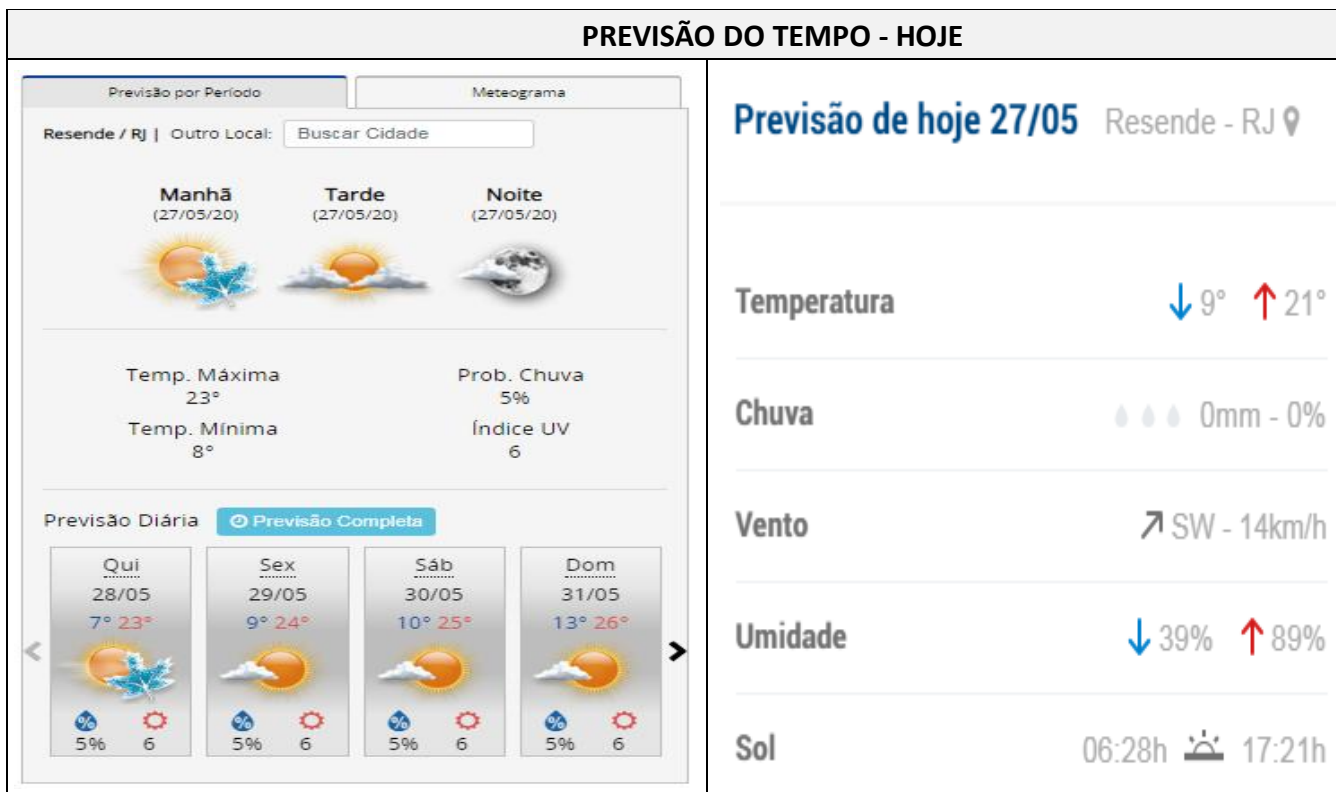 PREVISÃO DO TEMPO - HOJE
Previsão por Período
Meteograma
Resende / RJ | Outro Local: Buscar Cidade
Manhã Tarde Noite
(27/05/20) (27/05/20) (27/05/20)
Temp. Máxima Prob. Chuva
23° 5%
Temp. Mínima Índice UV
8° 6
Previsão Diária Previsão Completa
Qui Sex Sáb Dom
28/05 29/05 30/05 31/05
7° 23° 9° 24° 10° 25° 13° 26°
% % % %
5% 6 5% 6 5% 6 5% 6
Previsão de hoje 27/05 Resende - RJ
Temperatura 9° 21°
Chuva 0mm - 0%
Vento SW - 14km/h
Umidade 39% 89%
Sol 06:28h 17:21h